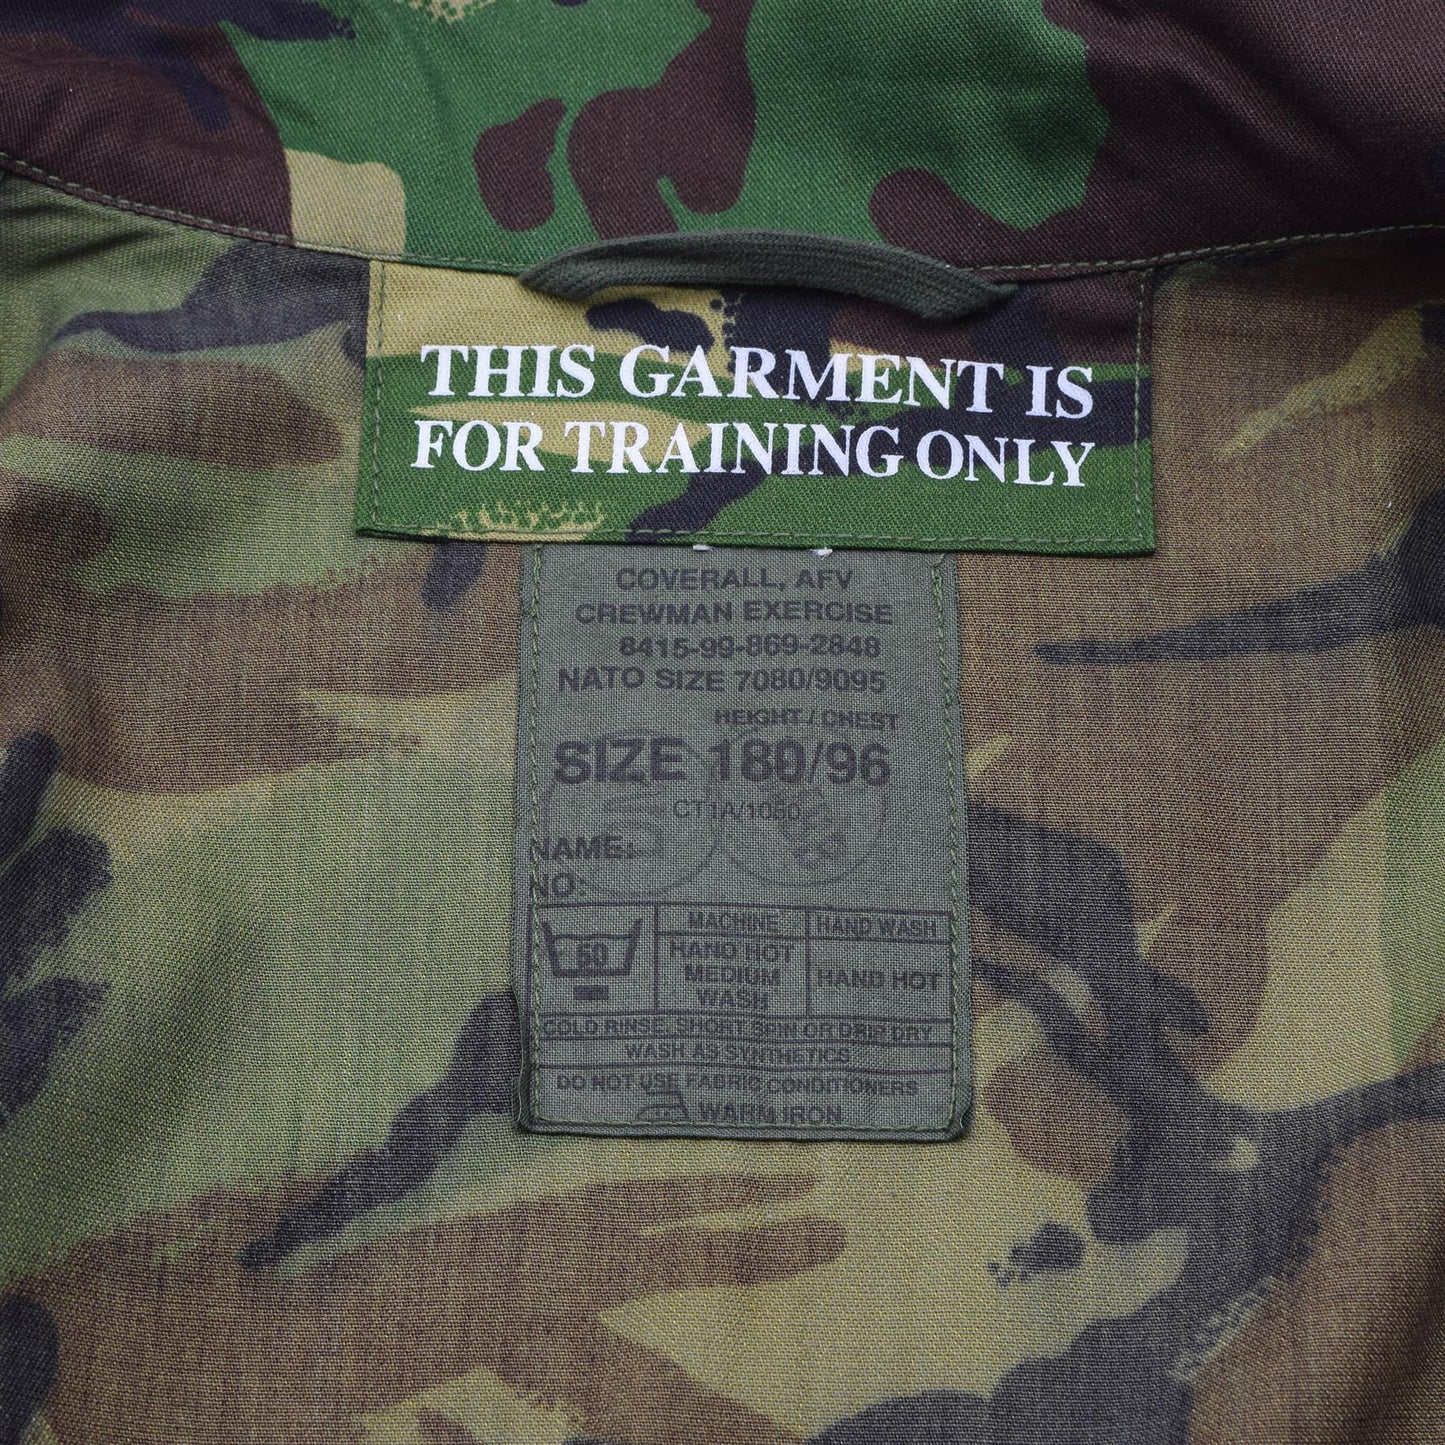 THIS GARMENT IS
FOR TRAINING ONLY
COVERALL, AFV
CREWMAN EXERCISE
8415-99-869-2848
NATO SIZE 7080/9095
HEIGHT / CHEST
SIZE 180/96
CT1A/1050
NAME:
NO:
50
MACHINE
HAND WASH
HAND HOT
MEDIUM
WASH
HAND HOT
COLD RINSE, SHORT SPIN OR DRIP DRY
WASH AS SYNTHETICS
DO NOT USE FABRIC CONDITIONERS
WARM IRON